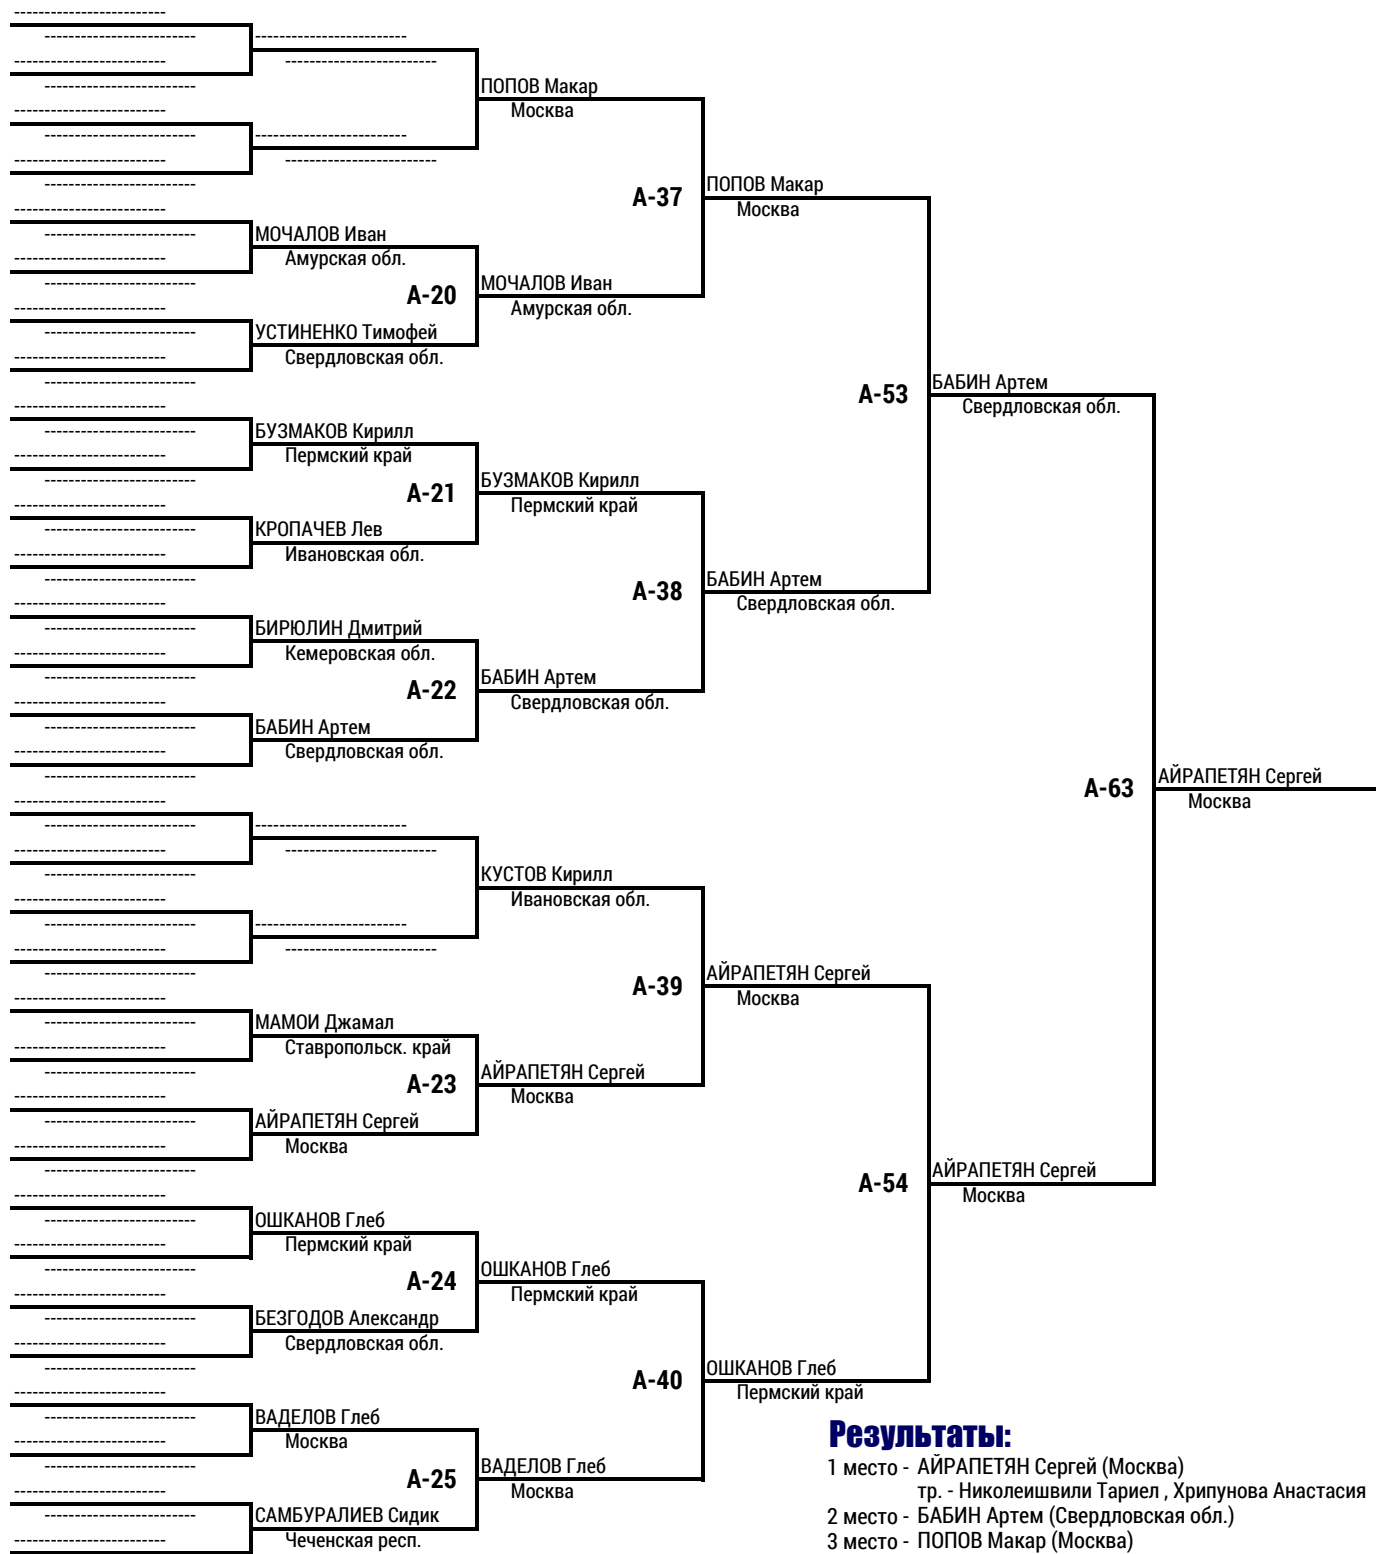 ПОПОВ Макар
Москва
А-37
ПОПОВ Макар
Москва
МОЧАЛОВ Иван
Амурская обл.
А-20
МОЧАЛОВ Иван
Амурская обл.
УСТИНЕНКО Тимофей
Свердловская обл.
А-53
БАБИН Артем
Свердловская обл.
БУЗМАКОВ Кирилл
Пермский край
А-21
БУЗМАКОВ Кирилл
Пермский край
КРОПАЧЕВ Лев
Ивановская обл.
А-38
БАБИН Артем
Свердловская обл.
БИРЮЛИН Дмитрий
Кемеровская обл.
А-22
БАБИН Артем
Свердловская обл.
БАБИН Артем
Свердловская обл.
А-63
АЙРАПЕТЯН Сергей
Москва
КУСТОВ Кирилл
Ивановская обл.
А-39
АЙРАПЕТЯН Сергей
Москва
МАМОИ Джамал
Ставропольск. край
А-23
АЙРАПЕТЯН Сергей
Москва
АЙРАПЕТЯН Сергей
Москва
А-54
АЙРАПЕТЯН Сергей
Москва
ОШКАНОВ Глеб
Пермский край
А-24
ОШКАНОВ Глеб
Пермский край
БЕЗГОДОВ Александр
Свердловская обл.
А-40
ОШКАНОВ Глеб
Пермский край
ВАДЕЛОВ Глеб
Москва
А-25
ВАДЕЛОВ Глеб
Москва
САМБУРАЛИЕВ Сидик
Чеченская респ.
Результаты:
1 место - АЙРАПЕТЯН Сергей (Москва)
тр. - Николеишвили Тариел , Хрипунова Анастасия
2 место - БАБИН Артем (Свердловская обл.)
3 место - ПОПОВ Макар (Москва)